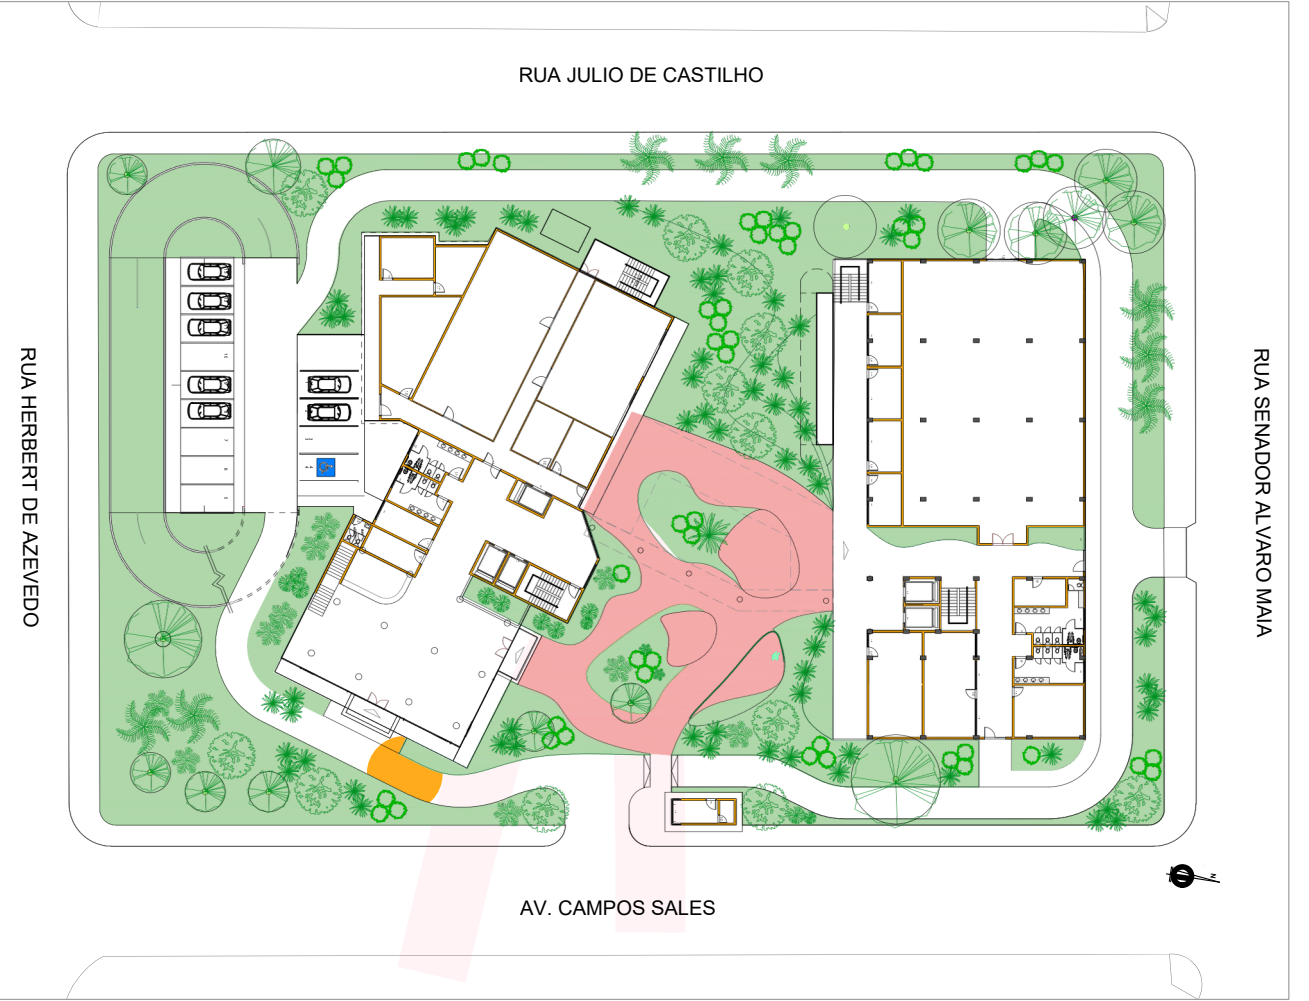 RUA JULIO DE CASTILHO
RUA HERBERT DE AZEVEDO
RUA SENADOR ALVARO MAIA
AV. CAMPOS SALES
N